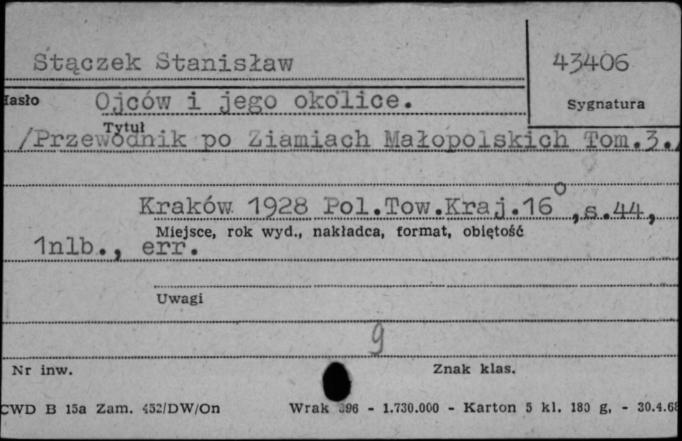 Stączek Stanisław
43406
Hasło
Sygnatura
Ojców i jego okolice.
Tytuł
/Przewodnik po Ziamiach Małopolskich Tom.3./
Kraków 1928 Pol.Tow.Kraj.16°,s.44,
Miejsce, rok wyd., nakładca, format, objętość
1nlb., err.
Uwagi
9
Nr inw.
Znak klas.
CWD B 15a Zam. 452/DW/On
Wrak 396 - 1.730.000 - Karton 5 kl. 180 g, - 30.4.68